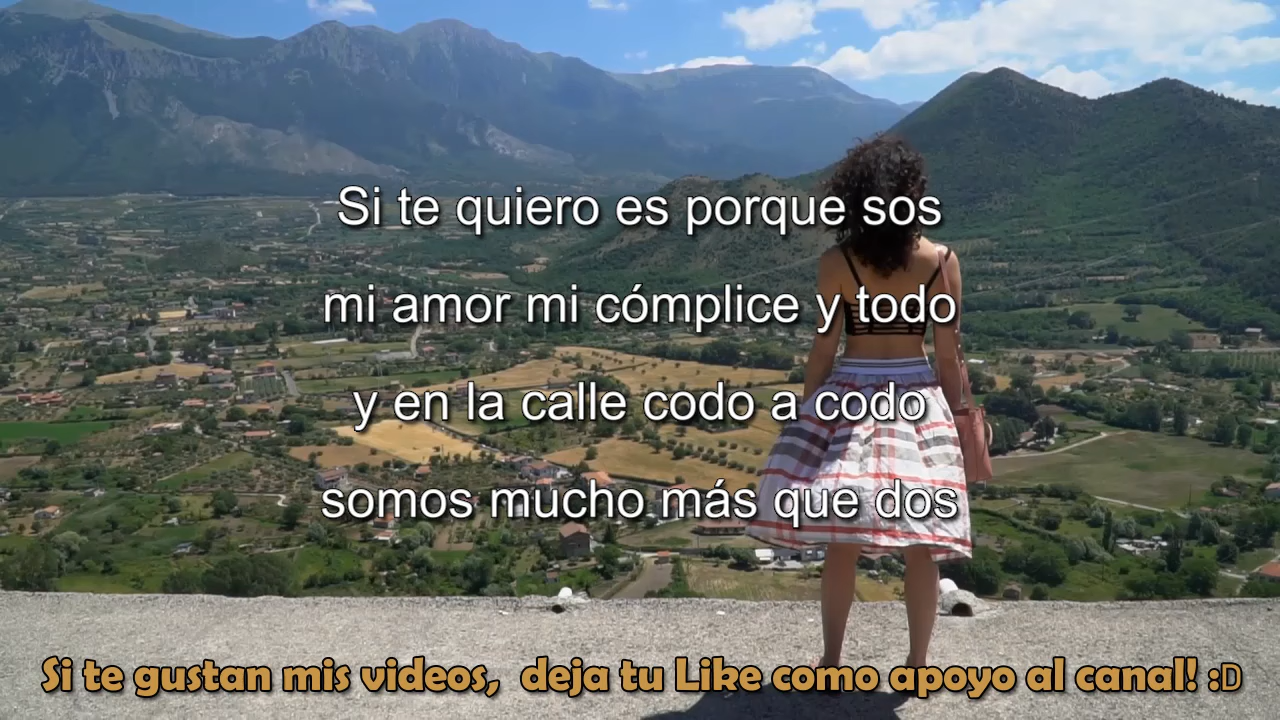 Si te quiero es porque sos
mi amor mi cómplice y todo
y en la calle codo a codo
somos mucho más que dos
Si te gustan mis videos, deja tu Like como apoyo al canal! :D